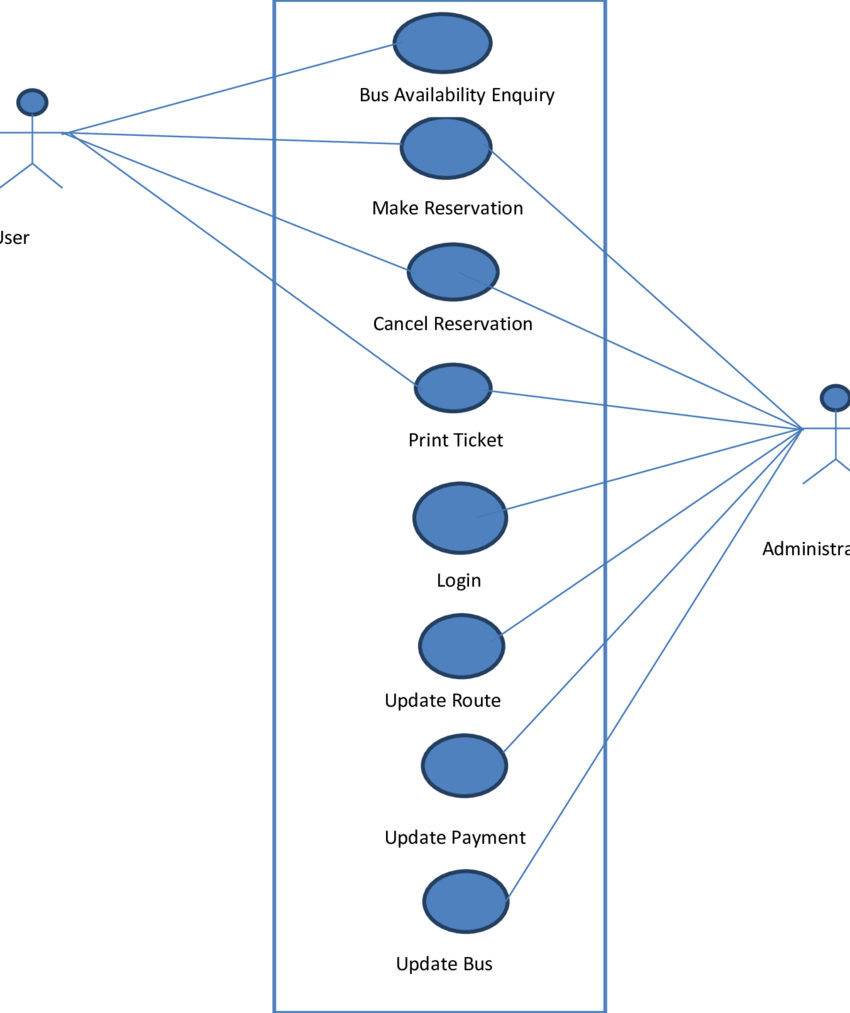 Bus Availability Enquiry
Make Reservation
User
Cancel Reservation
Print Ticket
Administra
Login
Update Route
Update Payment
Update Bus